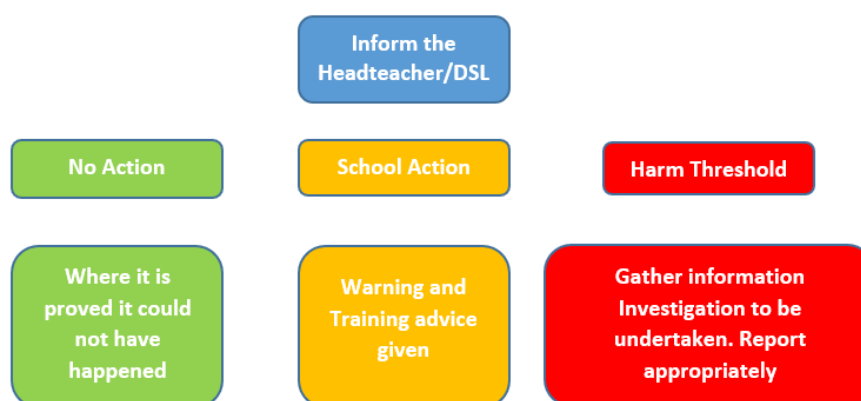 Inform the
Headteacher/DSL
No Action
School Action
Harm Threshold
Where it is
proved it could
not have
happened
Warning and
Training advice
given
Gather information
Investigation to be
undertaken. Report
appropriately